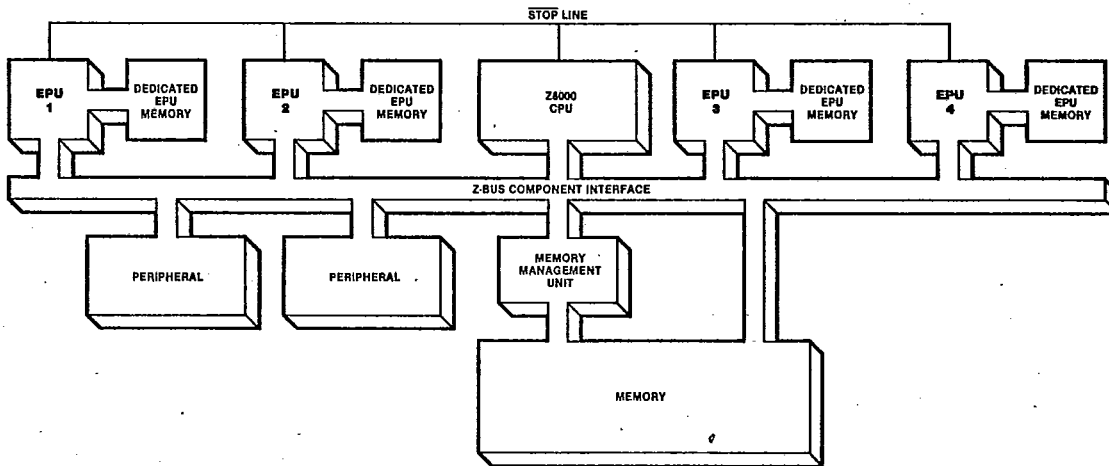 STOP LINE
EPU
1
DEDICATED
EPU
MEMORY
EPU
2
DEDICATED
EPU
MEMORY
Z8000
CPU
EPU
3
DEDICATED
EPU
MEMORY
EPU
4
DEDICATED
EPU
MEMORY
Z-BUS COMPONENT INTERFACE
PERIPHERAL
PERIPHERAL
MEMORY
MANAGEMENT
UNIT
MEMORY